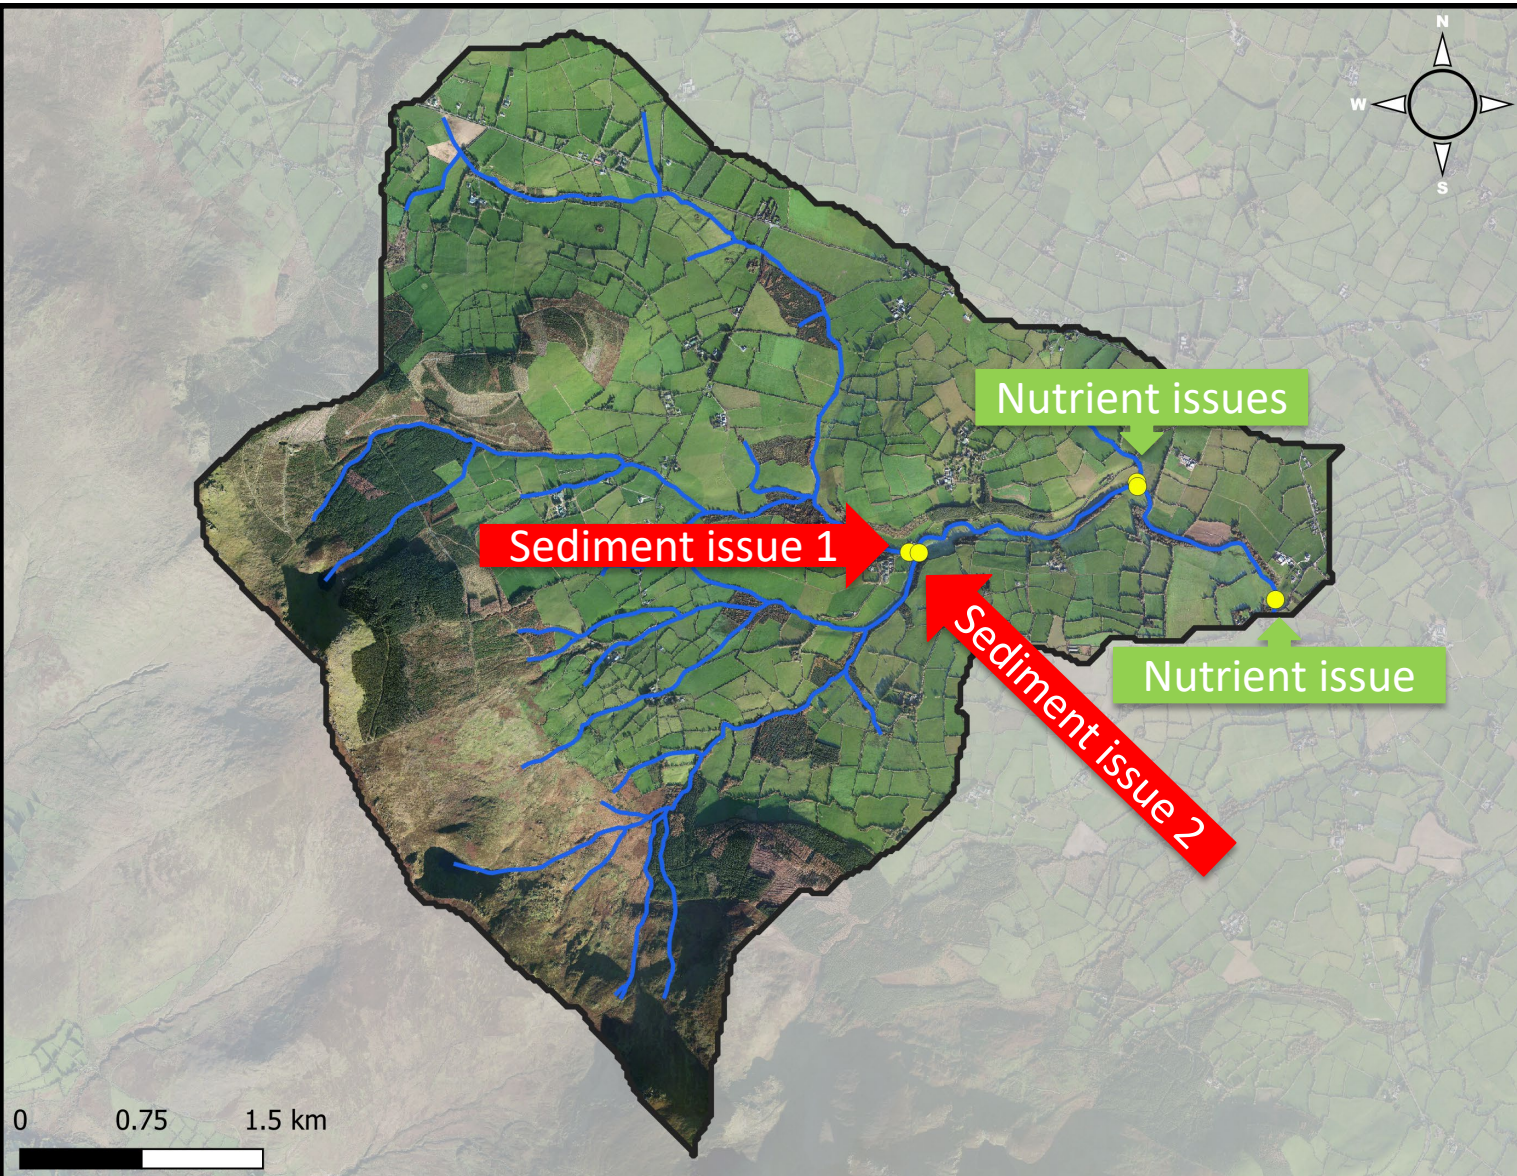 N
W
S
Nutrient issues
Sediment issue 1
Sediment issue 2
Nutrient issue
0 0.75 1.5 km